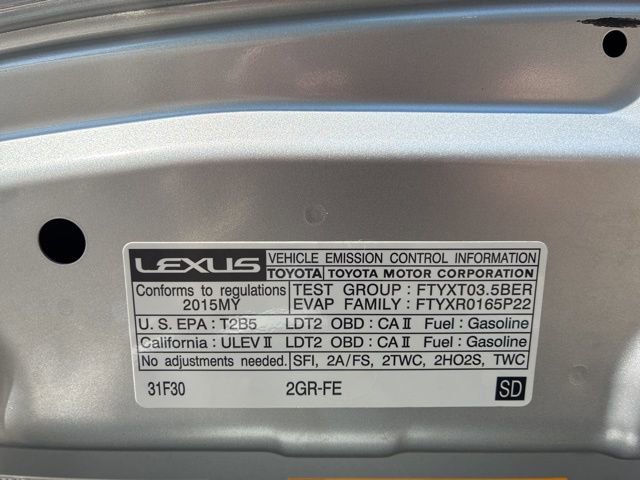 LEXUS VEHICLE EMISSION CONTROL INFORMATION
TOYOTA TOYOTA MOTOR CORPORATION
Conforms to regulations TEST GROUP : FTYXT03.5BER
2015MY EVAP FAMILY : FTYXR0165P22
U. S. EPA : T2B5 LDT2 OBD : CA II Fuel : Gasoline
California : ULEV II LDT2 OBD : CA II Fuel : Gasoline
No adjustments needed. SFI, 2A/FS, 2TWC, 2HO2S, TWC
31F30 2GR-FE SD